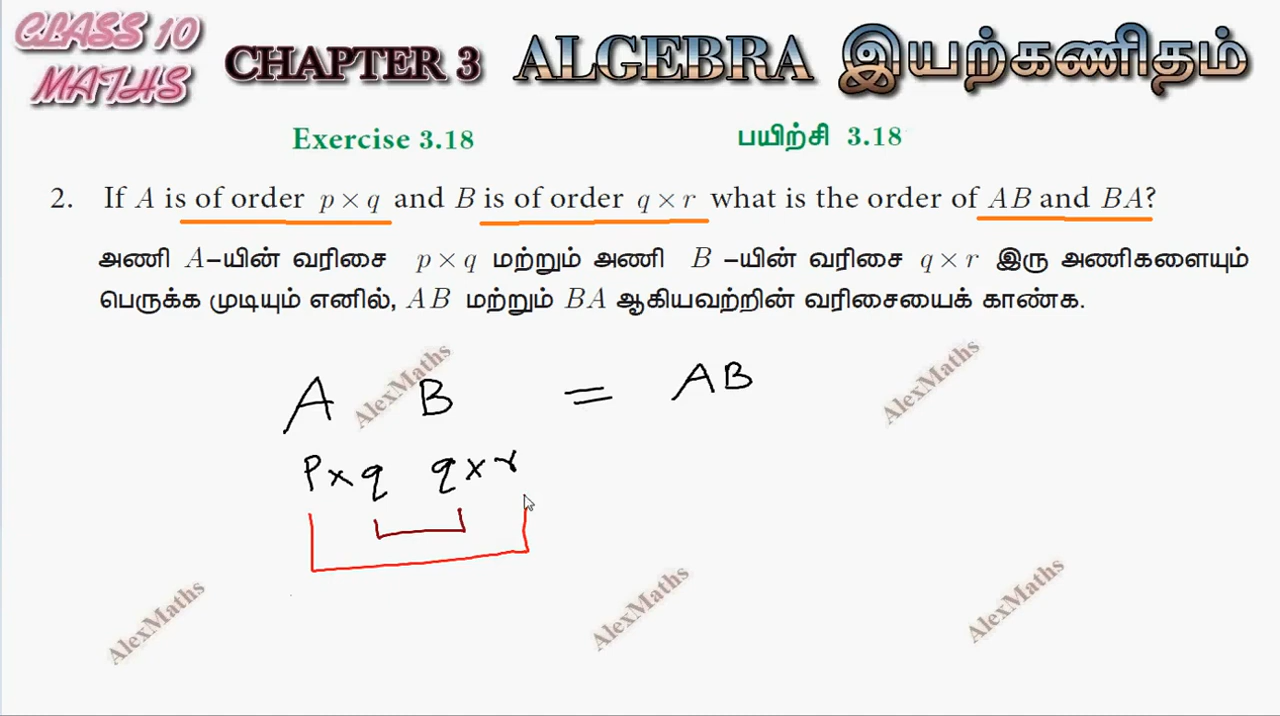 CLASS 10
MATHS
CHAPTER 3 ALGEBRA இயற்கணிதம்
Exercise 3.18 பயிற்சி 3.18
2. If A is of order p × q and B is of order q × r what is the order of AB and BA?
அணி A-யின் வரிசை p × q மற்றும் அணி B -யின் வரிசை q × r இரு அணிகளையும்
பெருக்க முடியும் எனில், AB மற்றும் BA ஆகியவற்றின் வரிசையைக் காண்க.
AlexMaths
AlexMaths
A B = AB
p×q q×r
AlexMaths
AlexMaths
AlexMaths